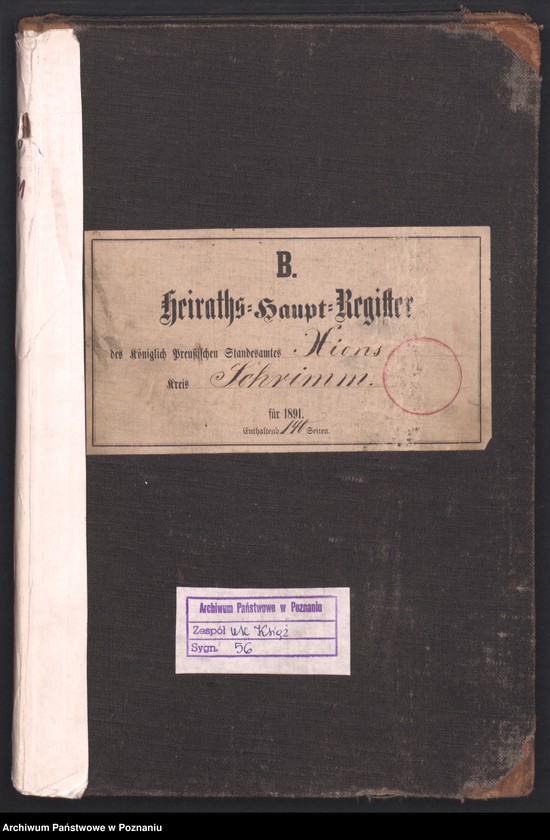 B.
Heiraths-Haupt-Register
des Königlich Preußischen Standesamtes Xions
Kreis Schrimm.
für 1891.
Enthaltend 140 Seiten.
Archiwum Państwowe w Poznaniu
Zespół USC Książ
Sygn. 56
Archiwum Państwowe w Poznaniu